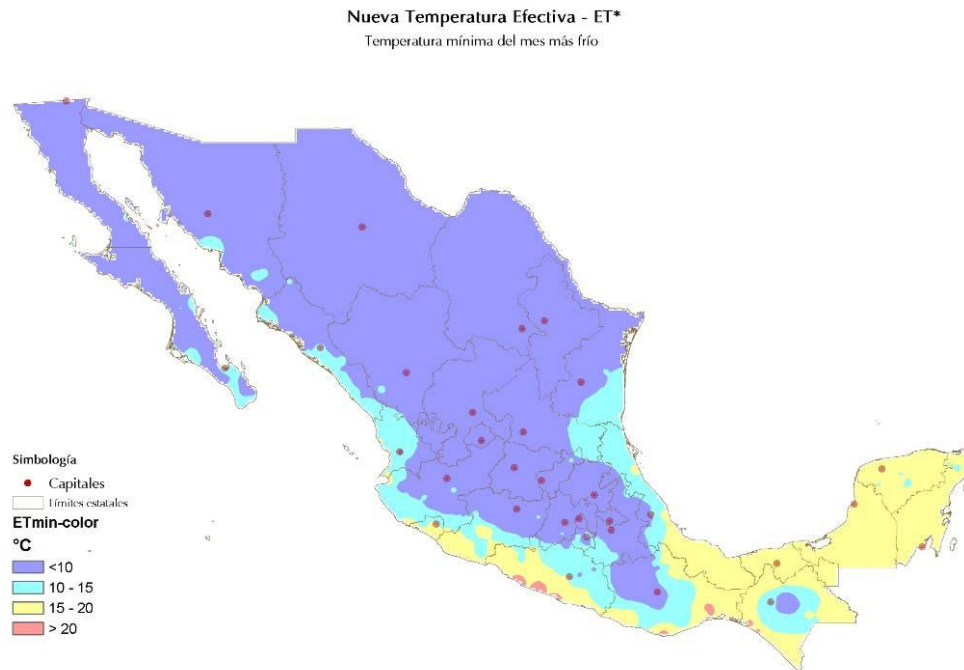 Nueva Temperatura Efectiva - ET*
Temperatura mínima del mes más frío
Simbología
Capitales
Límites estatales
ETmin-color
ºC
<10
10 - 15
15 - 20
> 20